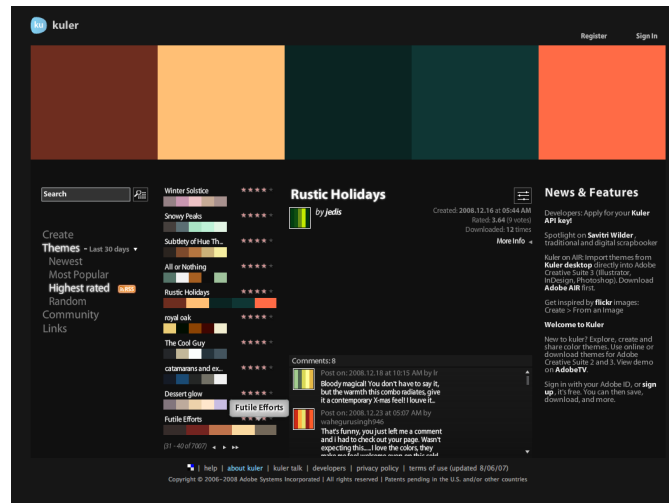 ku kuler
Register Sign In
Search
Create
Themes - Last 30 days
Newest
Most Popular
Highest rated RSS
Random
Community
Links
Winter Solstice
Snowy Peaks
Subtlety of Hue Th...
All or Nothing
Rustic Holidays
royal oak
The Cool Guy
catamarans and ex...
Dessert glow
Futile Efforts
Futile Efforts
(31 - 40 of 7007)
Rustic Holidays
by jedis
Created: 2008.12.16 at 05:44 AM
Rated: 3.64 (9 votes)
Downloaded: 12 times
More Info
Comments: 8
Post on: 2008.12.18 at 10:15 AM by lr
Bloody magical! You don't have to say it,
but the warmth this combo radiates, give
it a contemporary X-mas feel! I louve it..
Post on: 2008.12.23 at 05:07 AM by
wahegurusingh946
That's funny, you just left me a comment
and i had to check out your page. Wasn't
expecting this....I love the colors, they
make me feel welcome even on this cold
News & Features
Developers: Apply for your Kuler
API key!
Spotlight on Savitri Wilder ,
traditional and digital scrapbooker
Kuler on AIR: Import themes from
Kuler desktop directly into Adobe
Creative Suite 3 (Illustrator,
InDesign, Photoshop). Download
Adobe AIR first.
Get inspired by flickr images:
Create > From an Image
Welcome to Kuler
New to kuler? Explore, create and
share color themes. Use online or
download themes for Adobe
Creative Suite 2 and 3. View demo
on AdobeTV.
Sign in with your Adobe ID, or sign
up, it's free. You can then save,
download, and more.
| help | about kuler | kuler talk | developers | privacy policy | terms of use (updated 8/06/07)
Copyright © 2006-2008 Adobe Systems Incorporated | All rights reserved | Patents pending in the U.S. and/or other countries